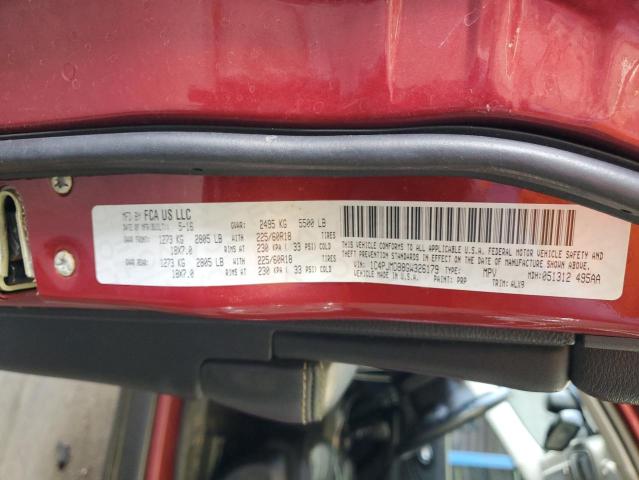 MFD BY FCA US LLC
DATE OF MFR/BUILT: 5-16 GVWR: 2495 KG 5500 LB
GAWR FRONT: 1273 KG 2805 LB WITH 225/60R18 TIRES
18X7.0 RIMS AT 230 KPA ( 33 PSI) COLD
GAWR REAR: 1273 KG 2805 LB WITH 225/60R18 TIRES
18X7.0 RIMS AT 230 KPA ( 33 PSI) COLD
THIS VEHICLE CONFORMS TO ALL APPLICABLE U.S.A. FEDERAL MOTOR VEHICLE SAFETY AND
THEFT PREVENTION STANDARDS IN EFFECT ON THE DATE OF MANUFACTURE SHOWN ABOVE.
VIN: 1C4PJMDB8GW326179 TYPE: MPV MDH: 051312 495AA
VEHICLE MADE IN U.S.A. PAINT: PRP TRIM: ALX9